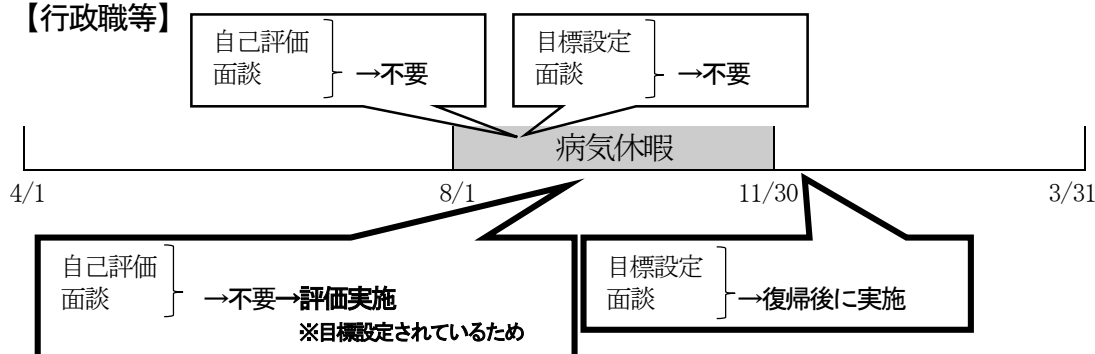 【行政職等】
自己評価
面談 →不要
目標設定
面談 →不要
病気休暇
4/1 8/1 11/30 3/31
自己評価
面談 →不要→評価実施
※目標設定されているため
目標設定
面談 →復帰後に実施